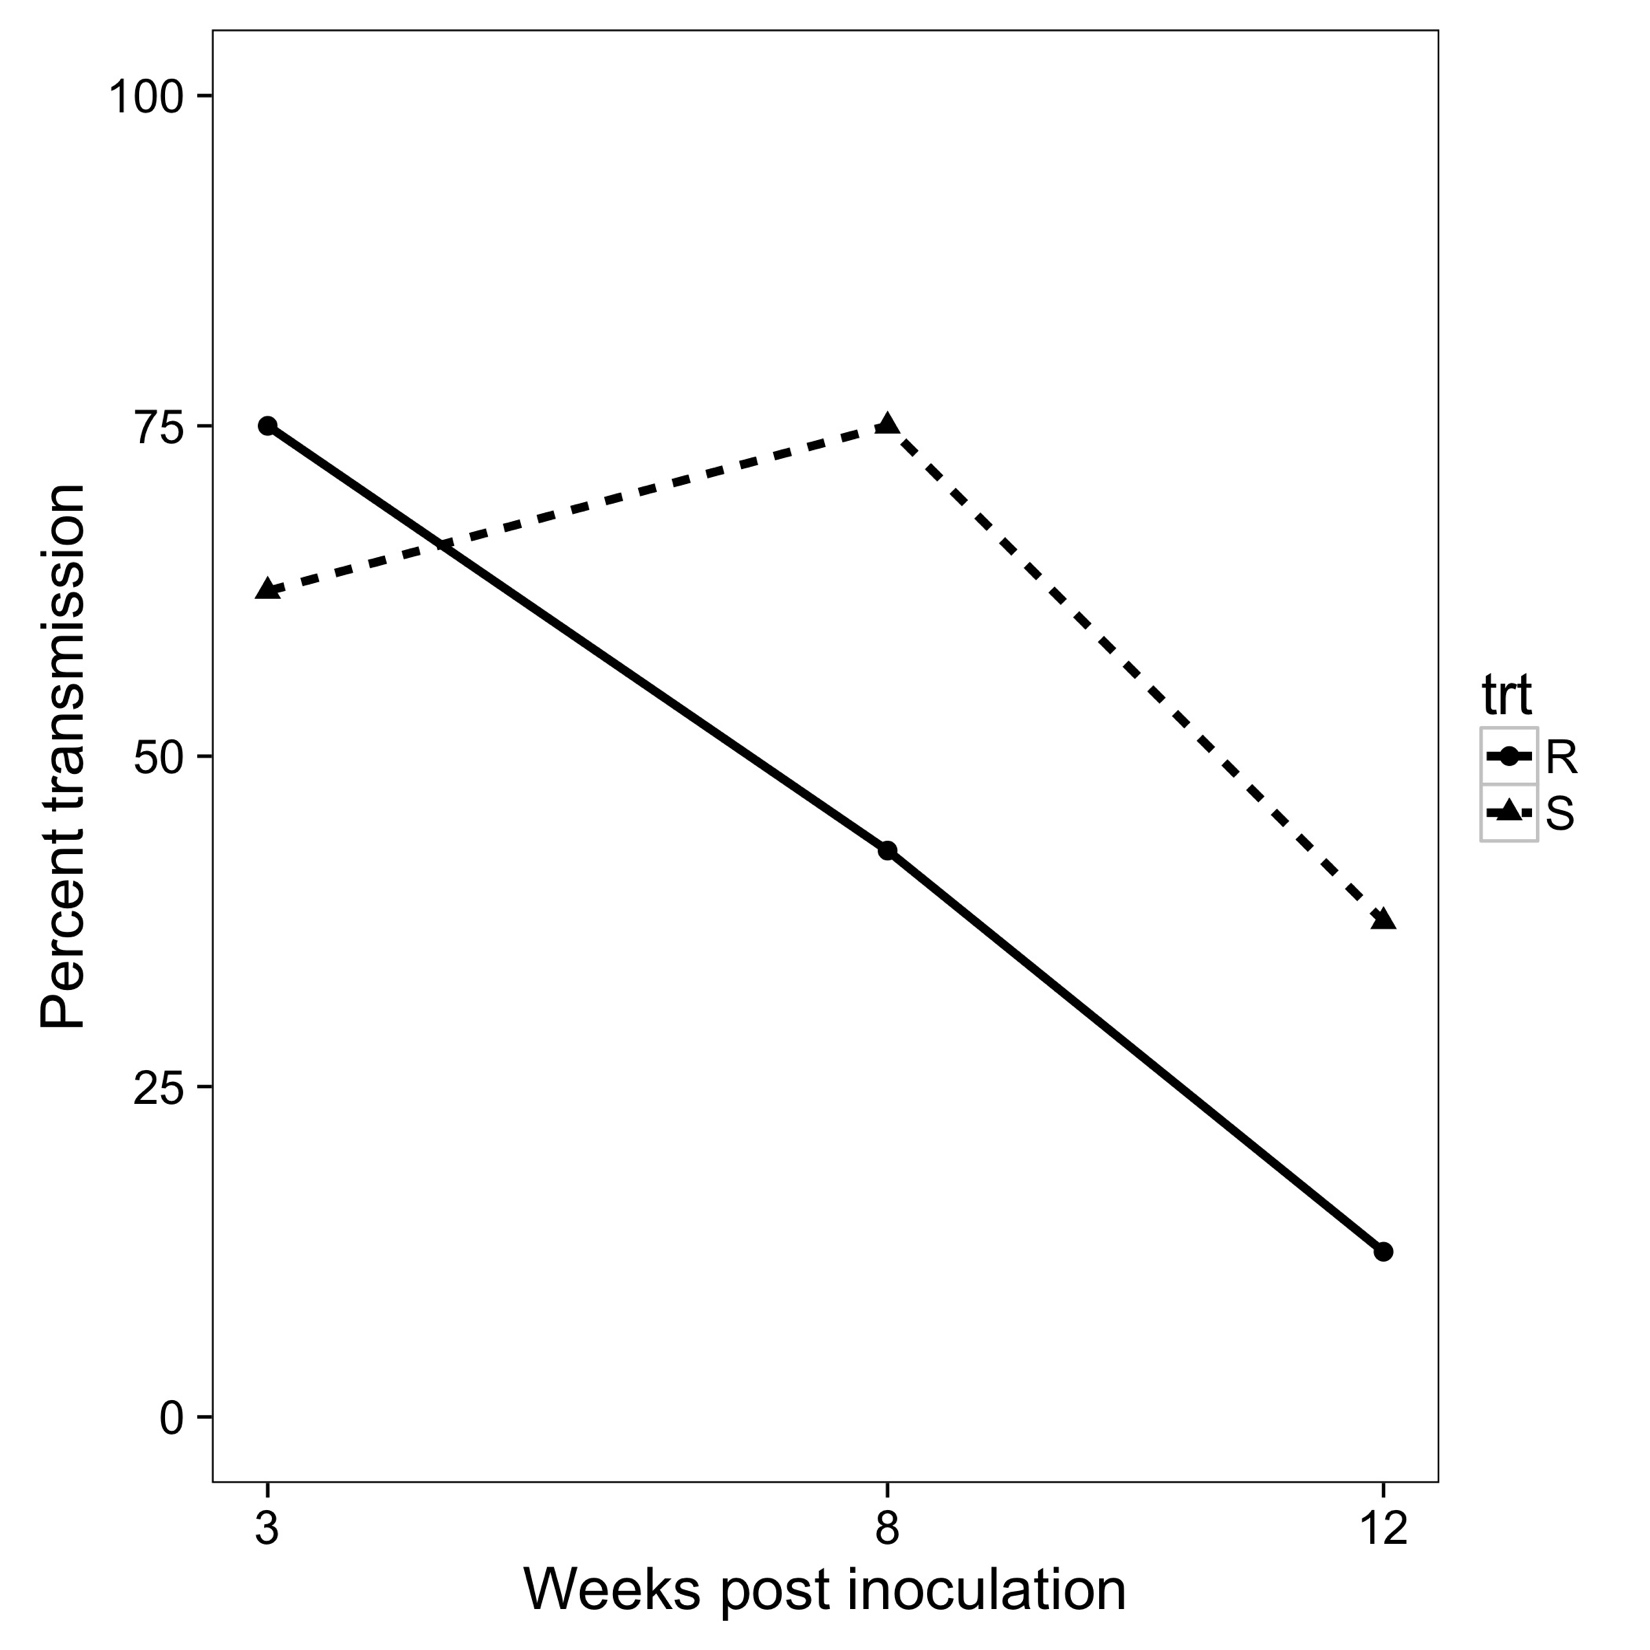 100
75
50
25
0
Percent transmission
3 8 12
Weeks post inoculation
trt
R
S